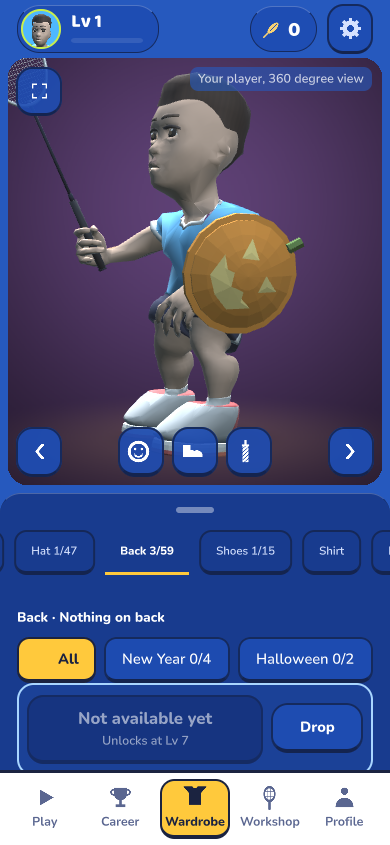 Lv 1
0
Your player, 360 degree view
Hat 1/47
Back 3/59
Shoes 1/15
Shirt
Back · Nothing on back
All
New Year 0/4
Halloween 0/2
Not available yet
Unlocks at Lv 7
Drop
Play
Career
Wardrobe
Workshop
Profile